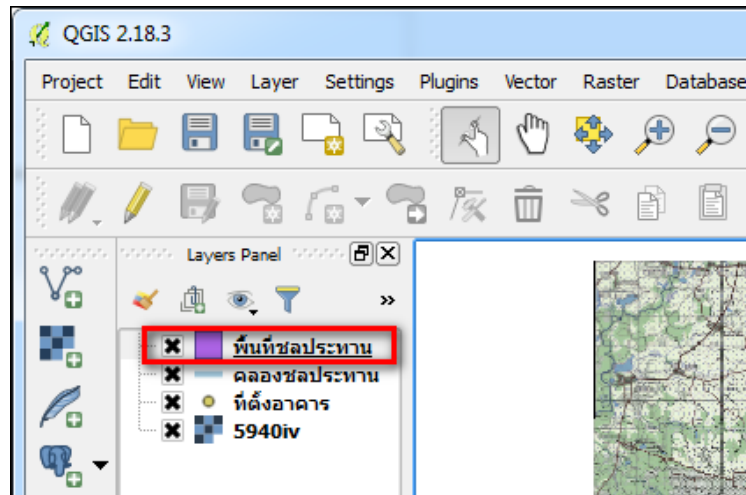 QGIS 2.18.3
Project Edit View Layer Settings Plugins Vector Raster Database
Layers Panel
»
พื้นที่ชลประทาน
คลองชลประทาน
ที่ตั้งอาคาร
5940iv